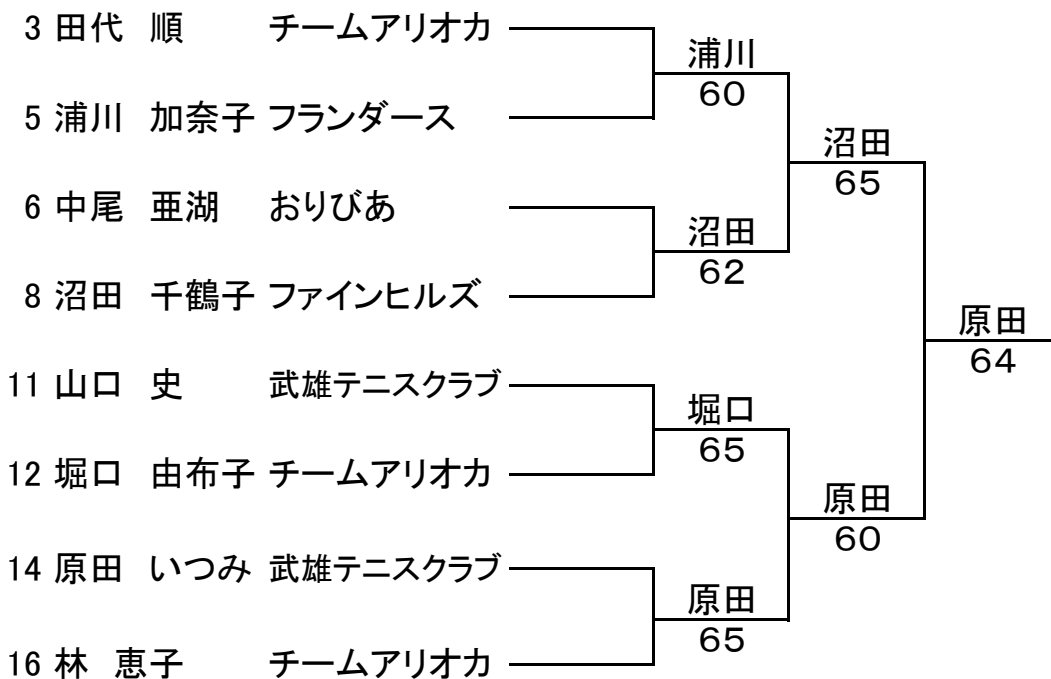 3 田代 順 チームアリオカ
浦川
60
5 浦川 加奈子 フランダース
沼田
65
6 中尾 亜湖 おりびあ
沼田
62
8 沼田 千鶴子 ファインヒルズ
原田
64
11 山口 史 武雄テニスクラブ
堀口
65
12 堀口 由布子 チームアリオカ
原田
60
14 原田 いつみ 武雄テニスクラブ
原田
65
16 林 恵子 チームアリオカ